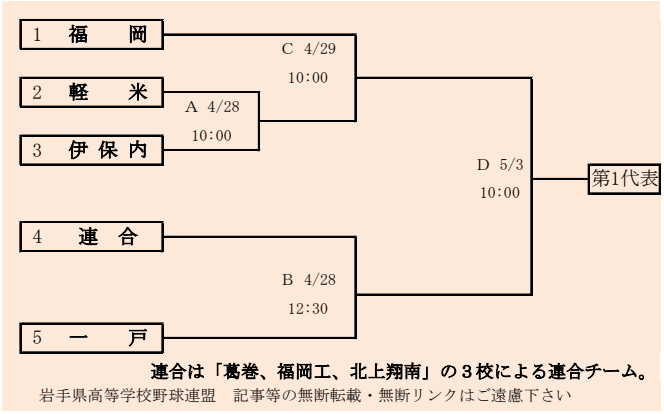 1 福 岡
C 4/29
10:00
2 軽 米
A 4/28
10:00
3 伊 保 内
D 5/3
10:00
第1代表
4 連 合
B 4/28
12:30
5 一 戸
連合は「葛巻、福岡工、北上翔南」の3校による連合チーム。
岩手県高等学校野球連盟 記事等の無断転載・無断リンクはご遠慮下さい